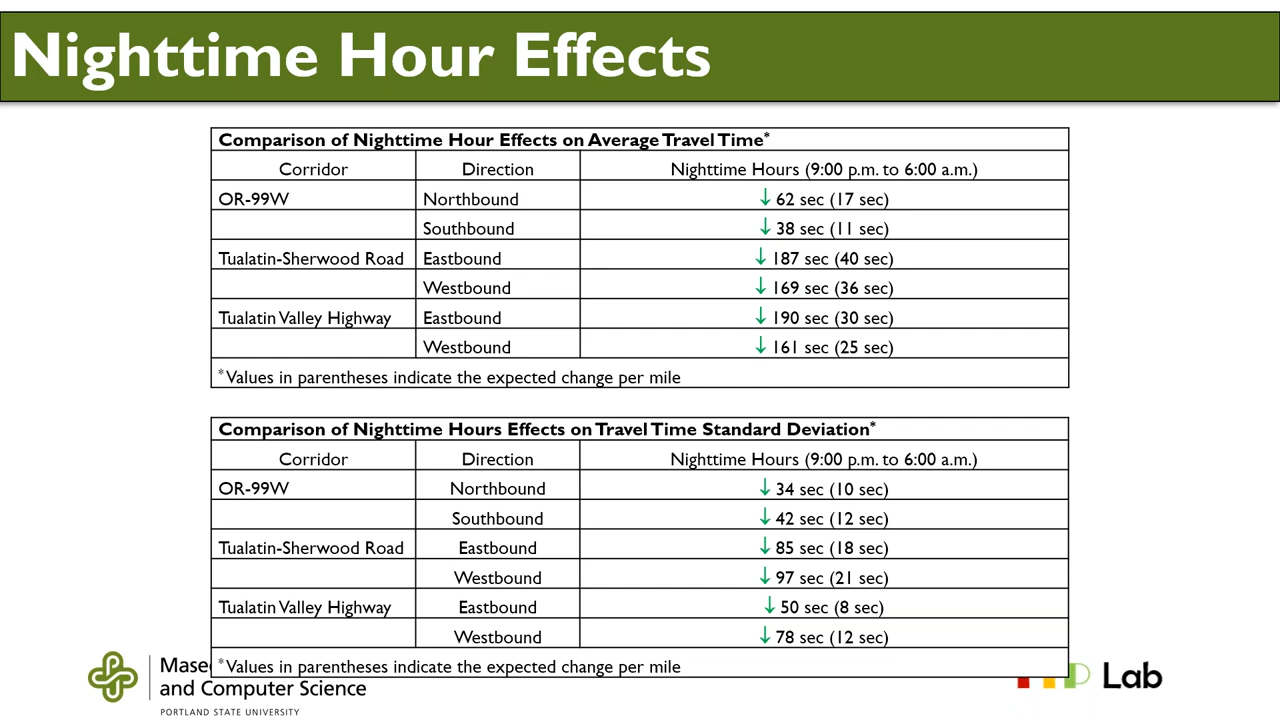 Nighttime Hour Effects
Comparison of Nighttime Hour Effects on Average Travel Time*
Corridor Direction Nighttime Hours (9:00 p.m. to 6:00 a.m.)
OR-99W Northbound ↓ 62 sec (17 sec)
Southbound ↓ 38 sec (11 sec)
Tualatin-Sherwood Road Eastbound ↓ 187 sec (40 sec)
Westbound ↓ 169 sec (36 sec)
Tualatin Valley Highway Eastbound ↓ 190 sec (30 sec)
Westbound ↓ 161 sec (25 sec)
*Values in parentheses indicate the expected change per mile
Comparison of Nighttime Hours Effects on Travel Time Standard Deviation*
Corridor Direction Nighttime Hours (9:00 p.m. to 6:00 a.m.)
OR-99W Northbound ↓ 34 sec (10 sec)
Southbound ↓ 42 sec (12 sec)
Tualatin-Sherwood Road Eastbound ↓ 85 sec (18 sec)
Westbound ↓ 97 sec (21 sec)
Tualatin Valley Highway Eastbound ↓ 50 sec (8 sec)
Westbound ↓ 78 sec (12 sec)
*Values in parentheses indicate the expected change per mile
and Computer Science
PORTLAND STATE UNIVERSITY
Lab